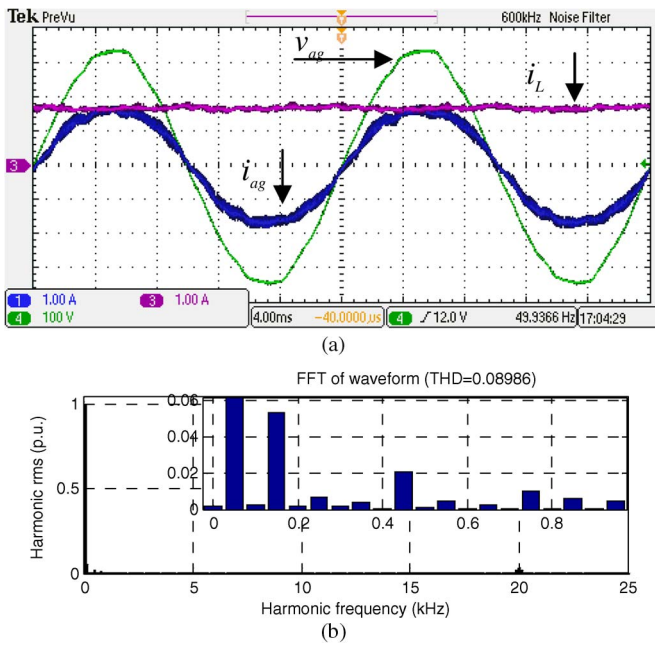 Tek PreVu 600kHz Noise Filter
v_ag
i_L
3
i_ag
1 1.00 A 3 1.00 A
4 100 V 4.00ms -40.0000us 4 12.0 V 49.9366 Hz 17:04:29
(a)
FFT of waveform (THD=0.08986)
Harmonic rms (p.u.)
1
0.5
0
0.06
0.04
0.02
0
0 0.2 0.4 0.6 0.8
0 5 10 15 20 25
Harmonic frequency (kHz)
(b)